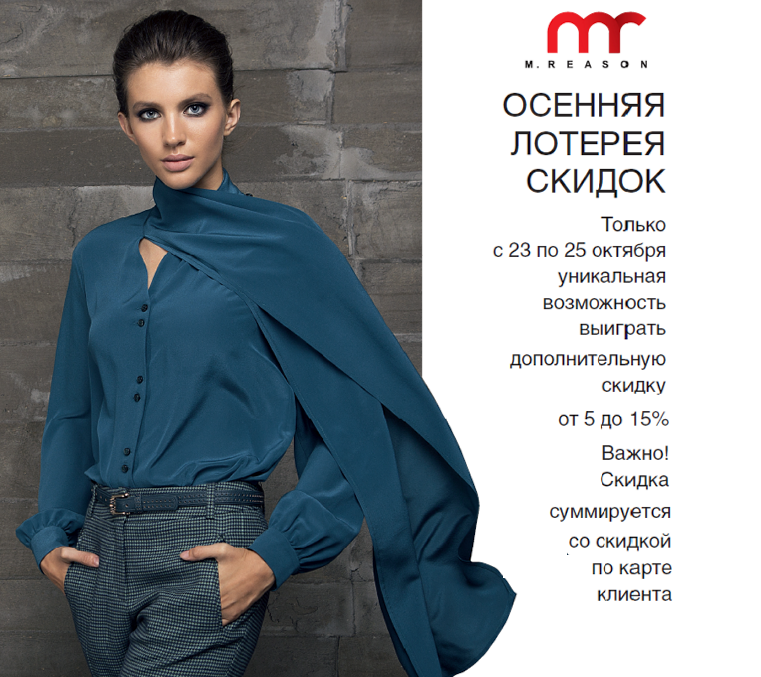 mr
M. REASON
ОСЕННЯЯ
ЛОТЕРЕЯ
СКИДОК
Только
с 23 по 25 октября
уникальная
возможность
выиграть
дополнительную
скидку
от 5 до 15%
Важно!
Скидка
суммируется
со скидкой
по карте
клиента